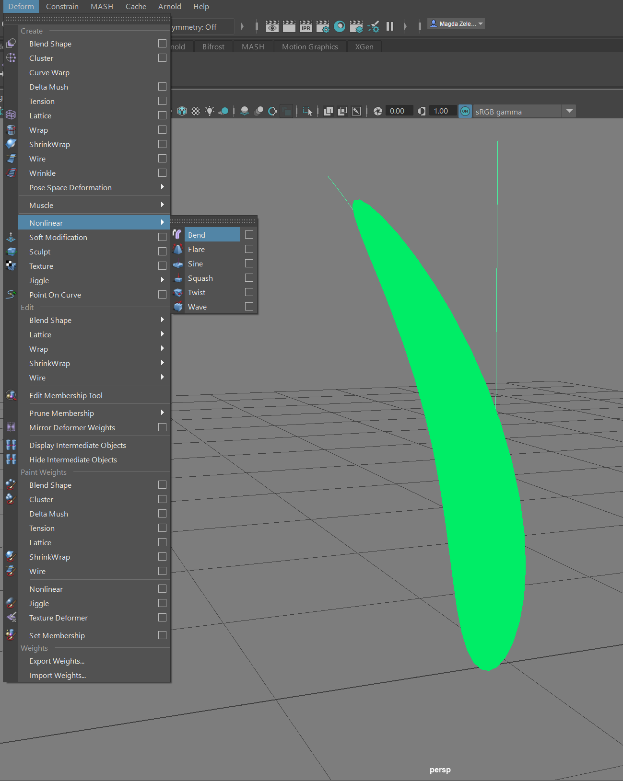 Deform Constrain MASH Cache Arnold Help
ymmetry: Off
Magda Zele...
Create
nold Bifrost MASH Motion Graphics XGen
Blend Shape
Cluster
Curve Warp
Delta Mush
Tension
Lattice
0.00 1.00 sRGB gamma
Wrap
ShrinkWrap
Wire
Wrinkle
Pose Space Deformation
Muscle
Nonlinear
Bend
Flare
Sine
Squash
Twist
Wave
Soft Modification
Sculpt
Texture
Jiggle
Point On Curve
Edit
Blend Shape
Lattice
Wrap
ShrinkWrap
Wire
Edit Membership Tool
Prune Membership
Mirror Deformer Weights
Display Intermediate Objects
Hide Intermediate Objects
Paint Weights
Blend Shape
Cluster
Delta Mush
Tension
Lattice
ShrinkWrap
Wire
Nonlinear
Jiggle
Texture Deformer
Set Membership
Weights
Export Weights...
Import Weights...
persp